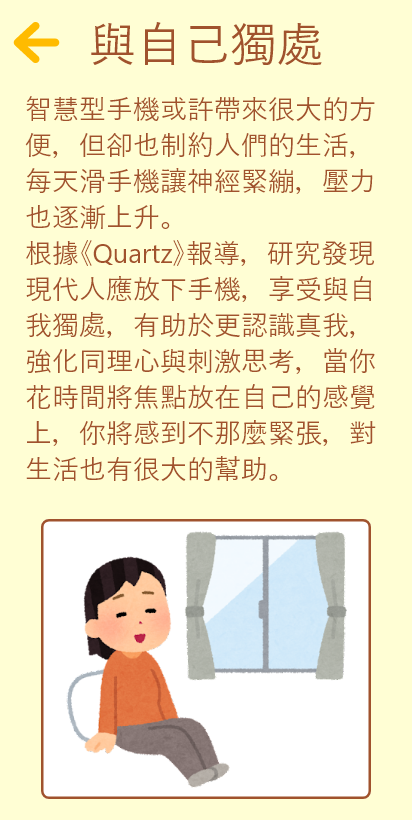 與自己獨處
智慧型手機或許帶來很大的方
便，但卻也制約人們的生活，
每天滑手機讓神經緊繃，壓力
也逐漸上升。
根據《Quartz》報導，研究發現
現代人應放下手機，享受與自
我獨處，有助於更認識真我，
強化同理心與刺激思考，當你
花時間將焦點放在自己的感覺
上，你將感到不那麼緊張，對
生活也有很大的幫助。